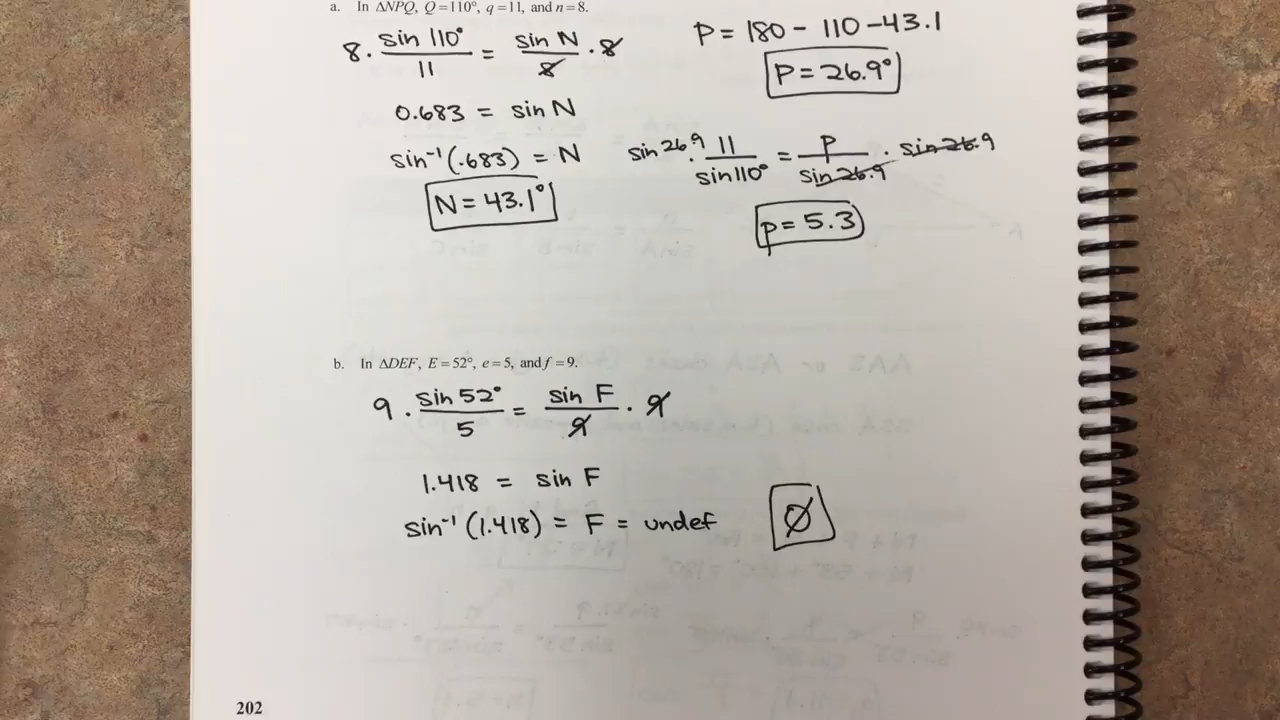 a. In ΔNPQ, Q = 110°, q = 11, and n = 8.
8 · sin 110° / 11 = sin N / 8 · 8
0.683 = sin N
sin⁻¹(.683) = N
N = 43.1°
P = 180 - 110 - 43.1
P = 26.9°
sin 26.9 · 11 / sin 110° = p / sin 26.9 · sin 26.9
p = 5.3
b. In ΔDEF, E = 52°, e = 5, and f = 9.
9 · sin 52° / 5 = sin F / 9 · 9
1.418 = sin F
sin⁻¹(1.418) = F = undef
∅
202